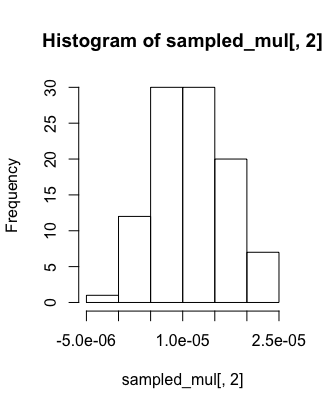 Histogram of sampled_mul[, 2]
Frequency
30
25
20
15
10
5
0
-5.0e-06 1.0e-05 2.5e-05
sampled_mul[, 2]